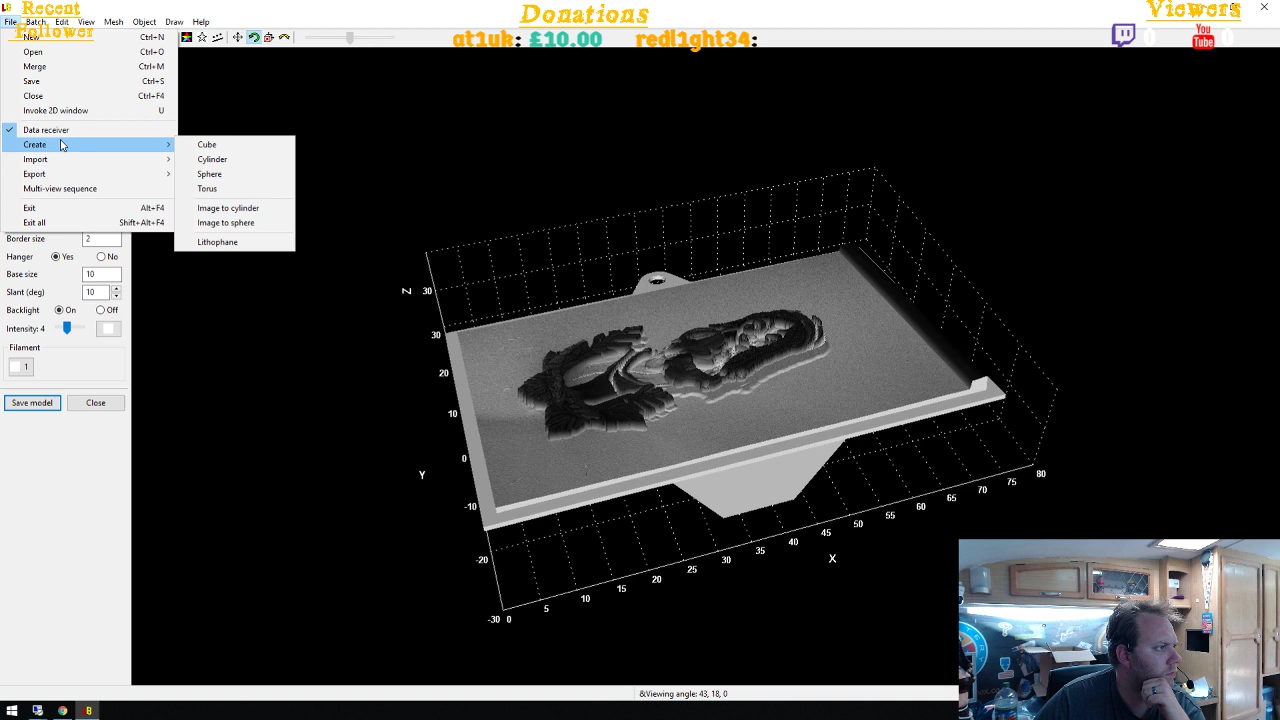 Recent
Follower
Donations
at1uk: £10.00 redl1ght34:
Viewers
0 You Tube 0
File Batch Edit View Mesh Object Draw Help
New Ctrl+N
Open Ctrl+O
Merge Ctrl+M
Save Ctrl+S
Close Ctrl+F4
Invoke 2D window U
Data receiver
Create
Import
Export
Multi-view sequence
Exit Alt+F4
Exit all Shift+Alt+F4
Cube
Cylinder
Sphere
Torus
Image to cylinder
Image to sphere
Lithophane
Border size 2
Hanger Yes No
Base size 10
Slant (deg) 10
Backlight On Off
Intensity: 4
Filament
1
Save model Close
Z
30
30
20
10
0
-10
-20
-30
Y
0 5 10 15 20 25 30 35 40 45 50 55 60 65 70 75 80
X
&Viewing angle: 43, 18, 0